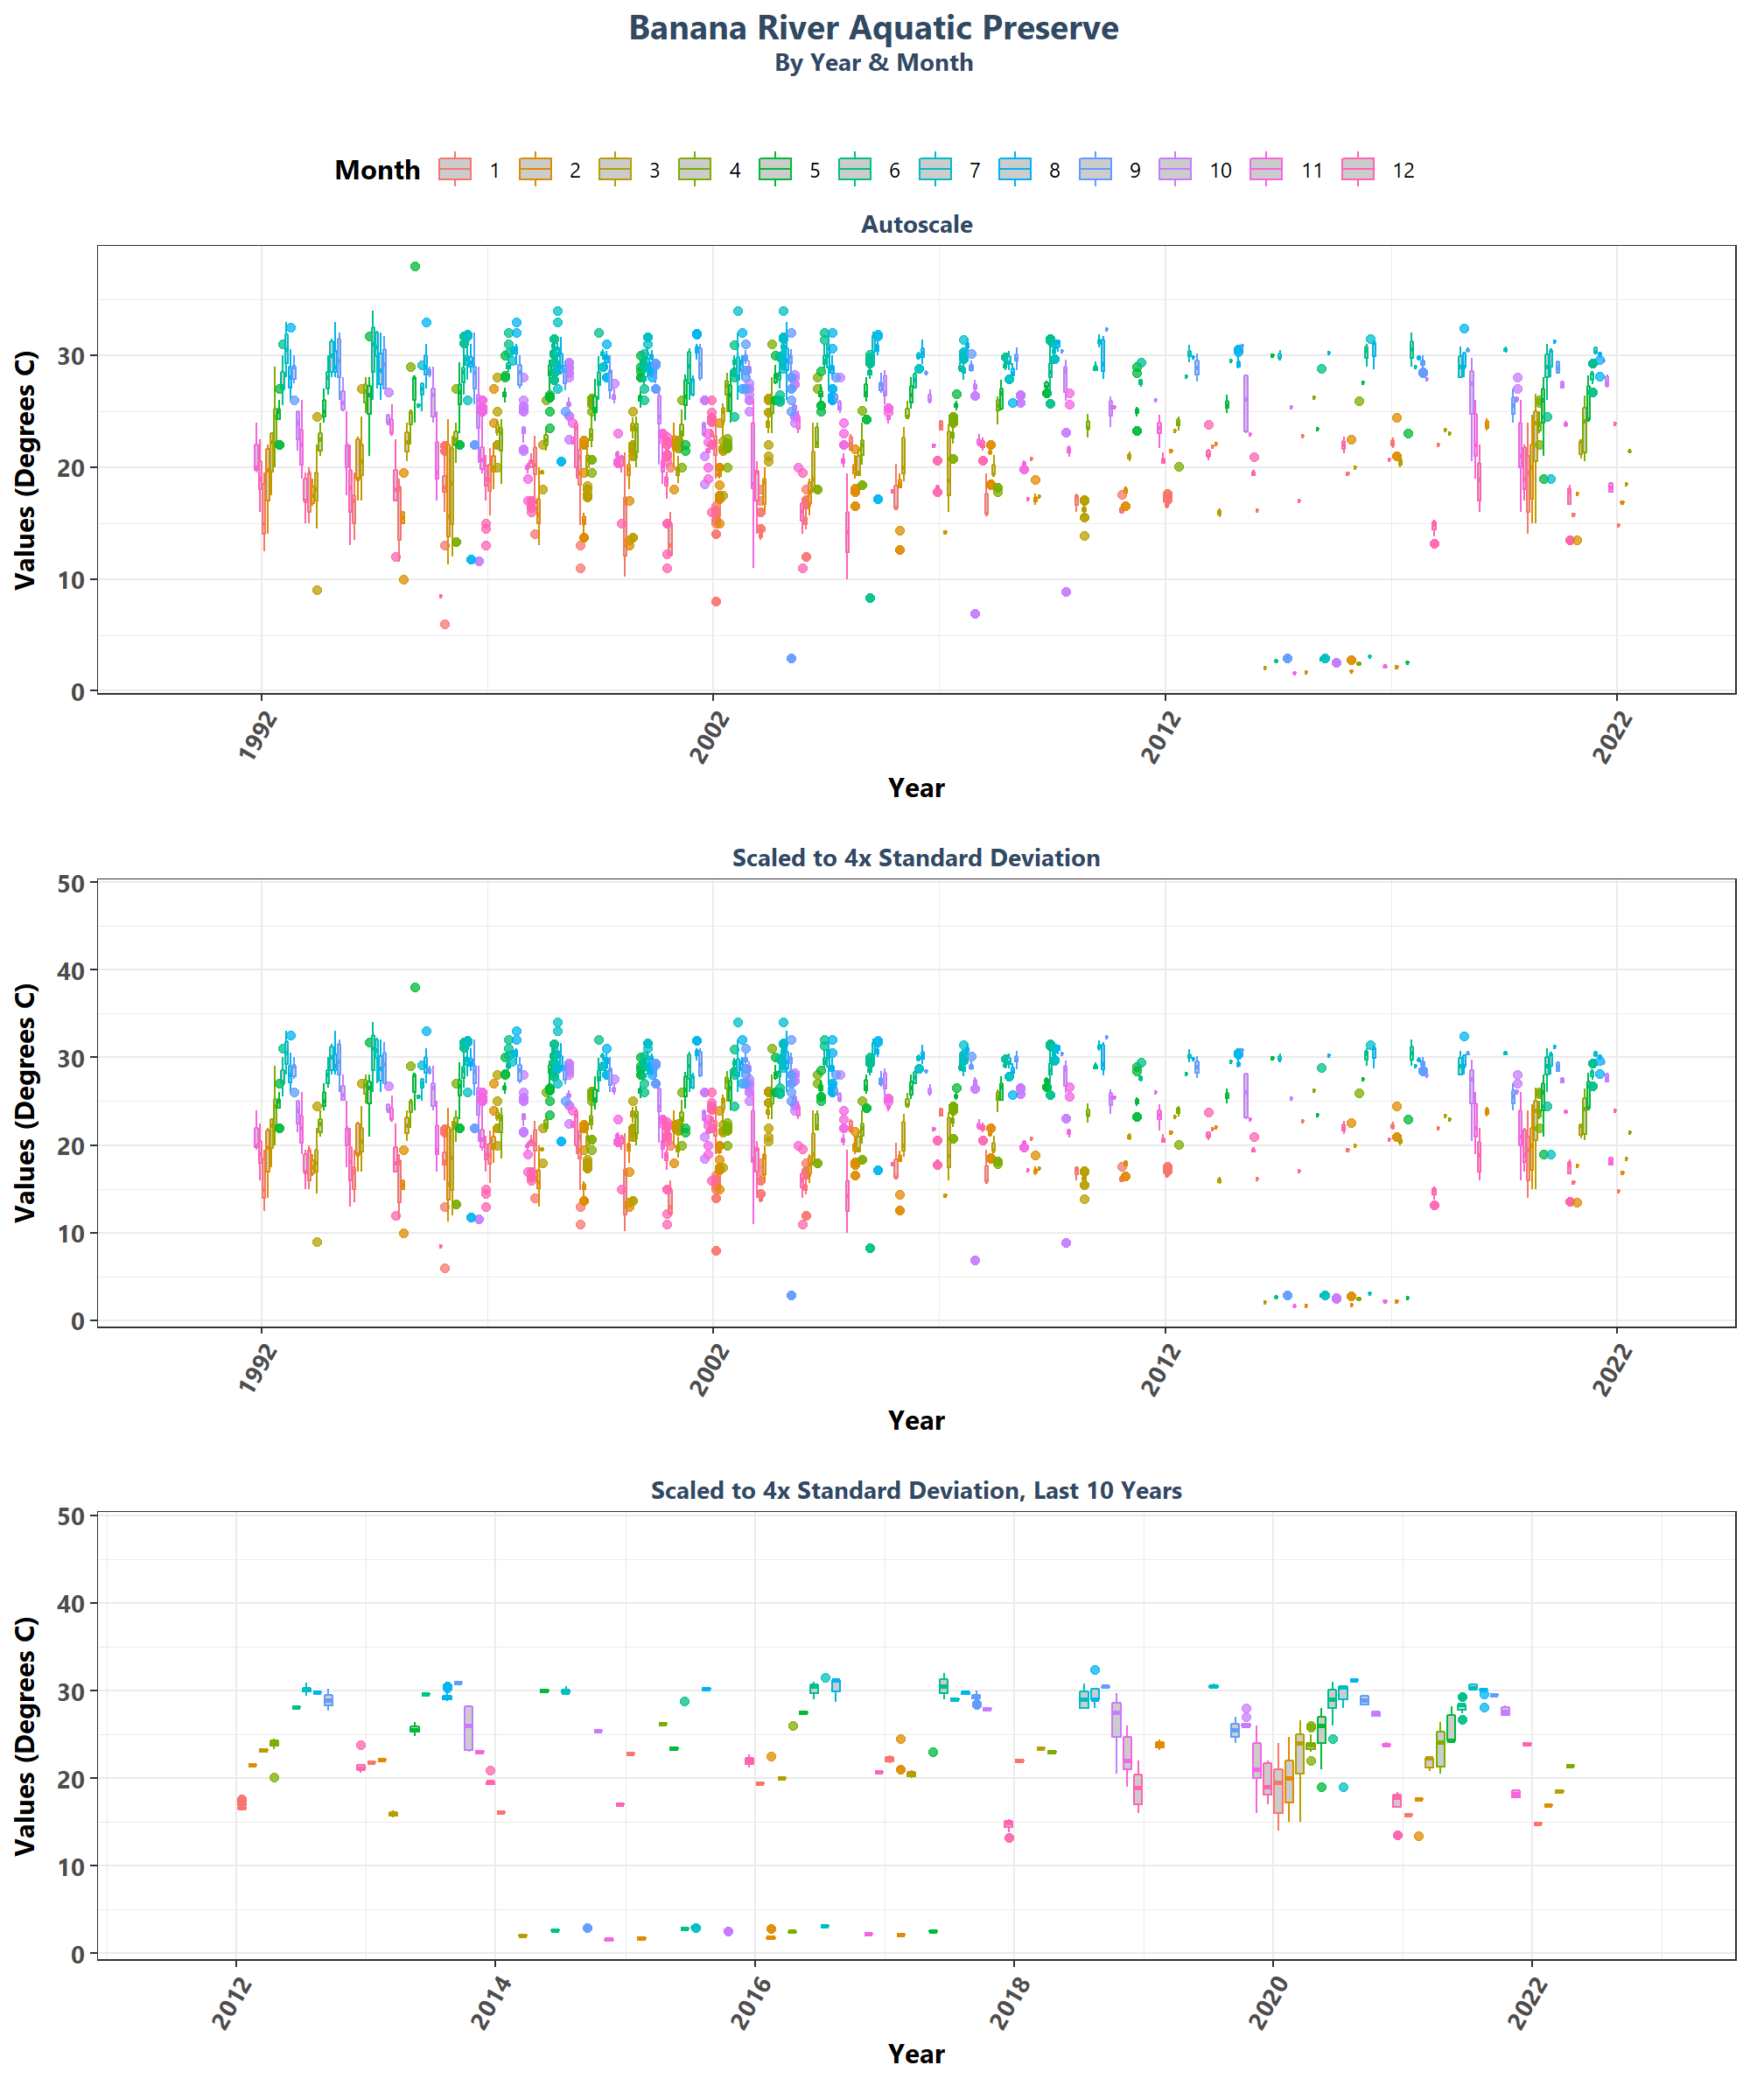 Banana River Aquatic Preserve
By Year & Month
Month 1 2 3 4 5 6 7 8 9 10 11 12
Autoscale
Values (Degrees C)
30
20
10
0
1992 2002 2012 2022
Year
Scaled to 4x Standard Deviation
Values (Degrees C)
50
40
30
20
10
0
1992 2002 2012 2022
Year
Scaled to 4x Standard Deviation, Last 10 Years
Values (Degrees C)
50
40
30
20
10
0
2012 2014 2016 2018 2020 2022
Year